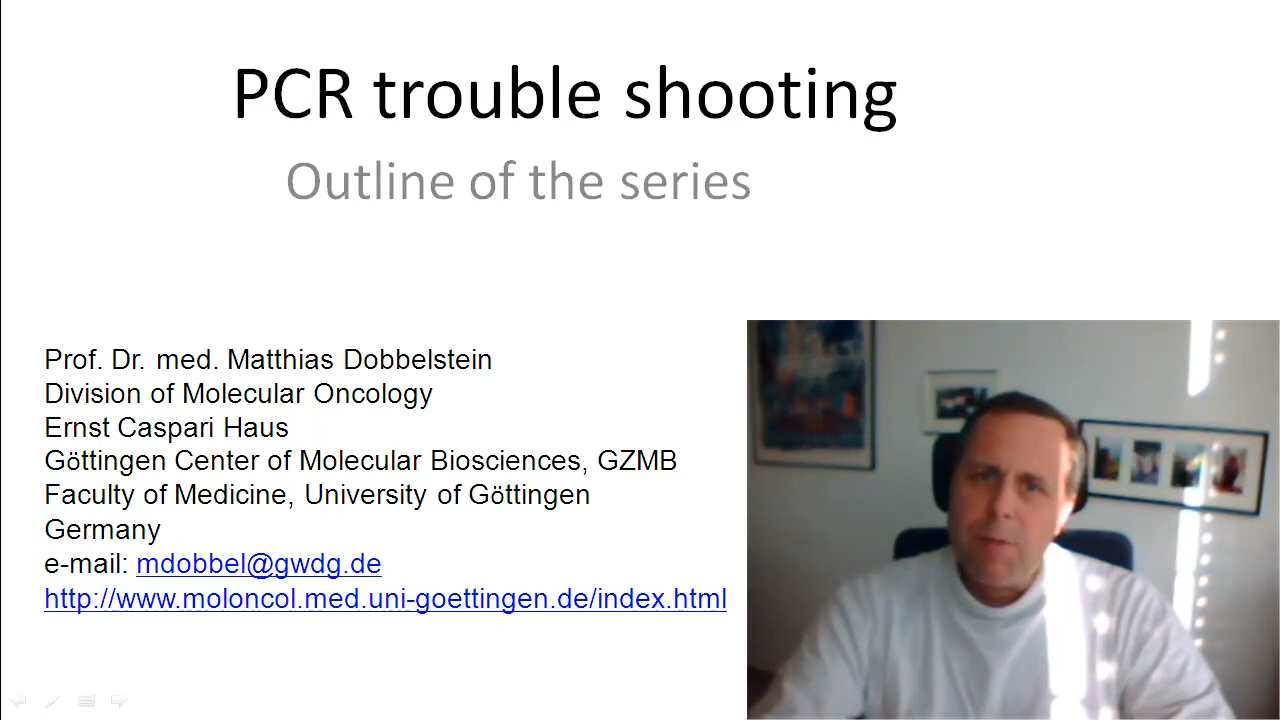 PCR trouble shooting
Outline of the series
Prof. Dr. med. Matthias Dobbelstein
Division of Molecular Oncology
Ernst Caspari Haus
Göttingen Center of Molecular Biosciences, GZMB
Faculty of Medicine, University of Göttingen
Germany
e-mail: mdobbel@gwdg.de
http://www.moloncol.med.uni-goettingen.de/index.html